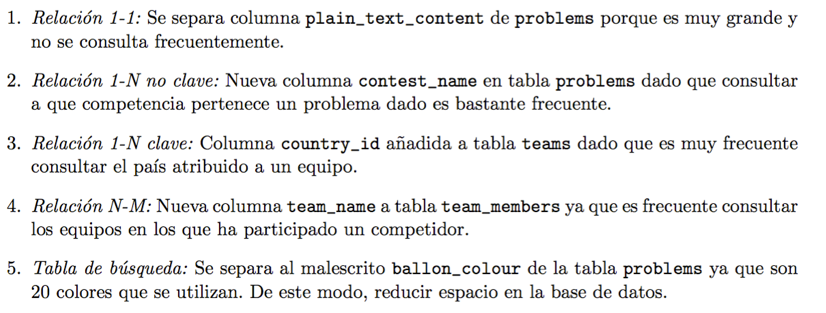 1. Relación 1-1: Se separa columna plain_text_content de problems porque es muy grande y
no se consulta frecuentemente.
2. Relación 1-N no clave: Nueva columna contest_name en tabla problems dado que consultar
a que competencia pertenece un problema dado es bastante frecuente.
3. Relación 1-N clave: Columna country_id añadida a tabla teams dado que es muy frecuente
consultar el país atribuido a un equipo.
4. Relación N-M: Nueva columna team_name a tabla team_members ya que es frecuente consultar
los equipos en los que ha participado un competidor.
5. Tabla de búsqueda: Se separa al malescrito ballon_colour de la tabla problems ya que son
20 colores que se utilizan. De este modo, reducir espacio en la base de datos.